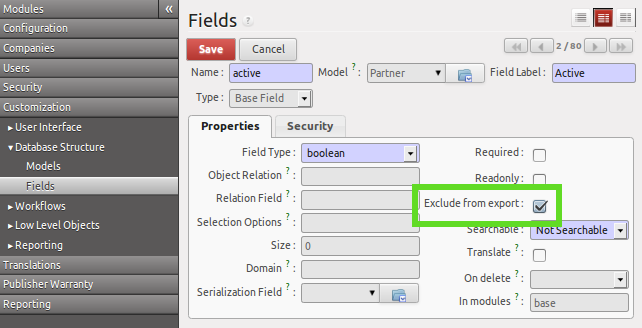 Modules «
Configuration
Companies
Users
Security
Customization
User Interface
Database Structure
Models
Fields
Workflows
Low Level Objects
Reporting
Translations
Publisher Warranty
Reporting
Fields ?
Save Cancel 2 / 80
Name : active Model ? : Partner Field Label : Active
Type : Base Field
Properties Security
Field Type : boolean
Object Relation ? :
Relation Field ? :
Selection Options ? :
Size : 0
Domain ? :
Serialization Field ? :
Required :
Readonly :
Exclude from export :
Searchable : Not Searchable
Translate ? :
On delete ? :
In modules ? : base